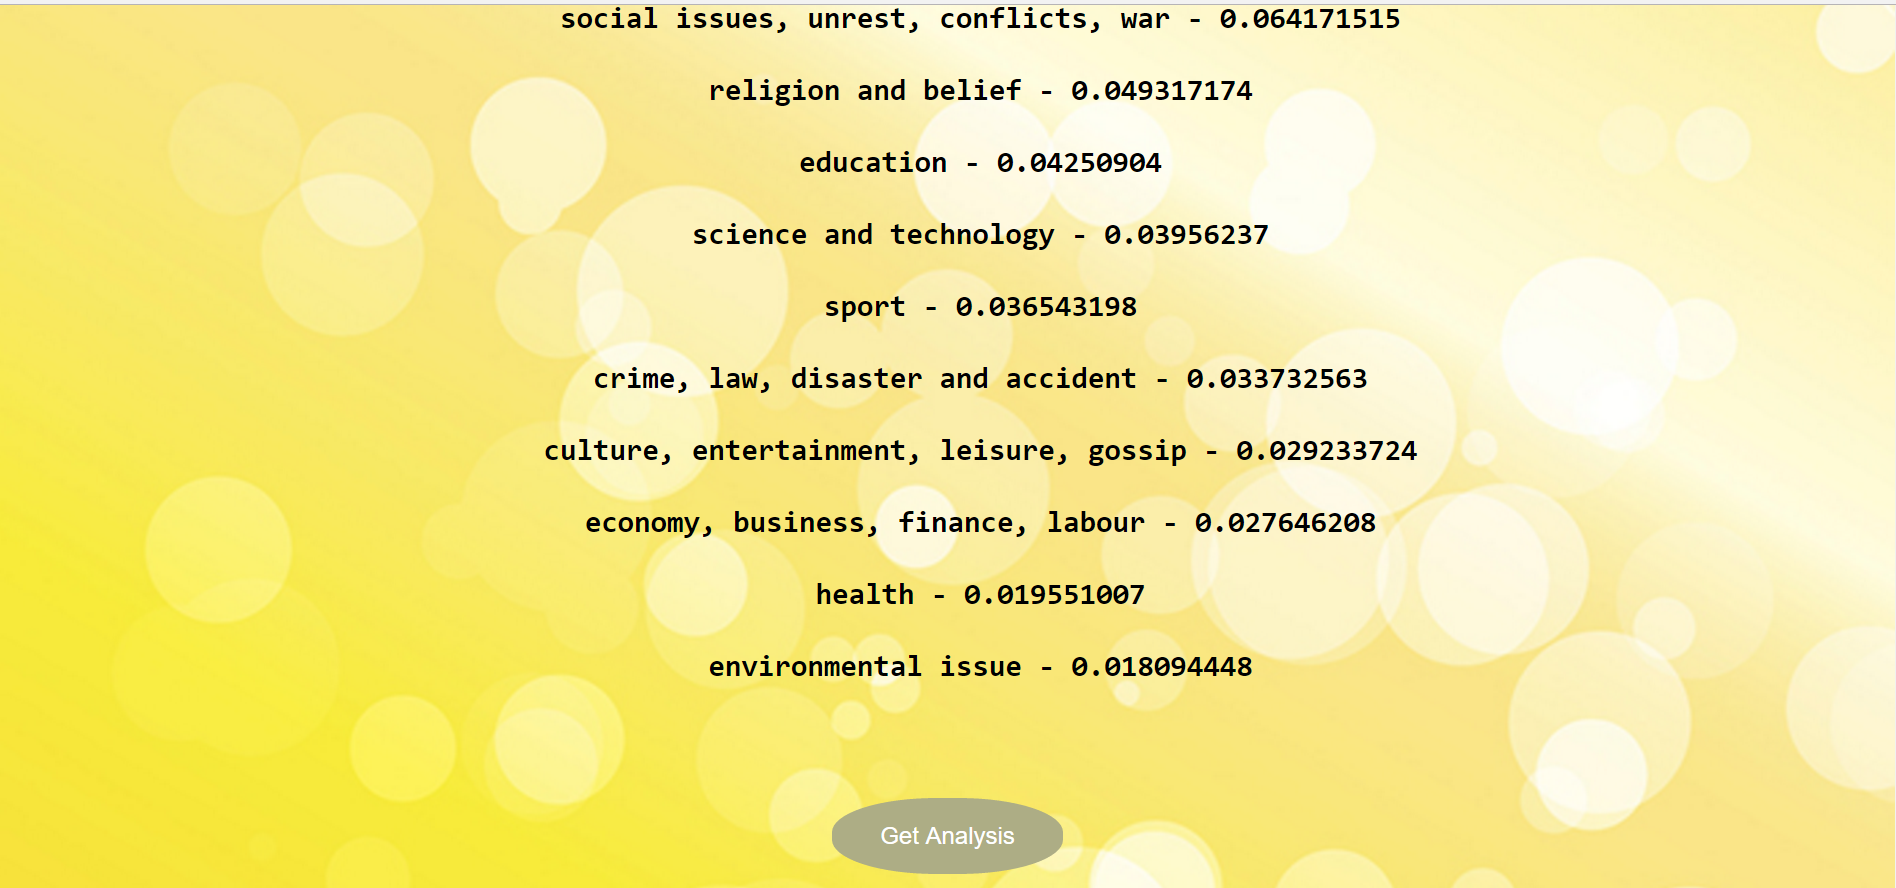 social issues, unrest, conflicts, war - 0.064171515
religion and belief - 0.049317174
education - 0.04250904
science and technology - 0.03956237
sport - 0.036543198
crime, law, disaster and accident - 0.033732563
culture, entertainment, leisure, gossip - 0.029233724
economy, business, finance, labour - 0.027646208
health - 0.019551007
environmental issue - 0.018094448
Get Analysis